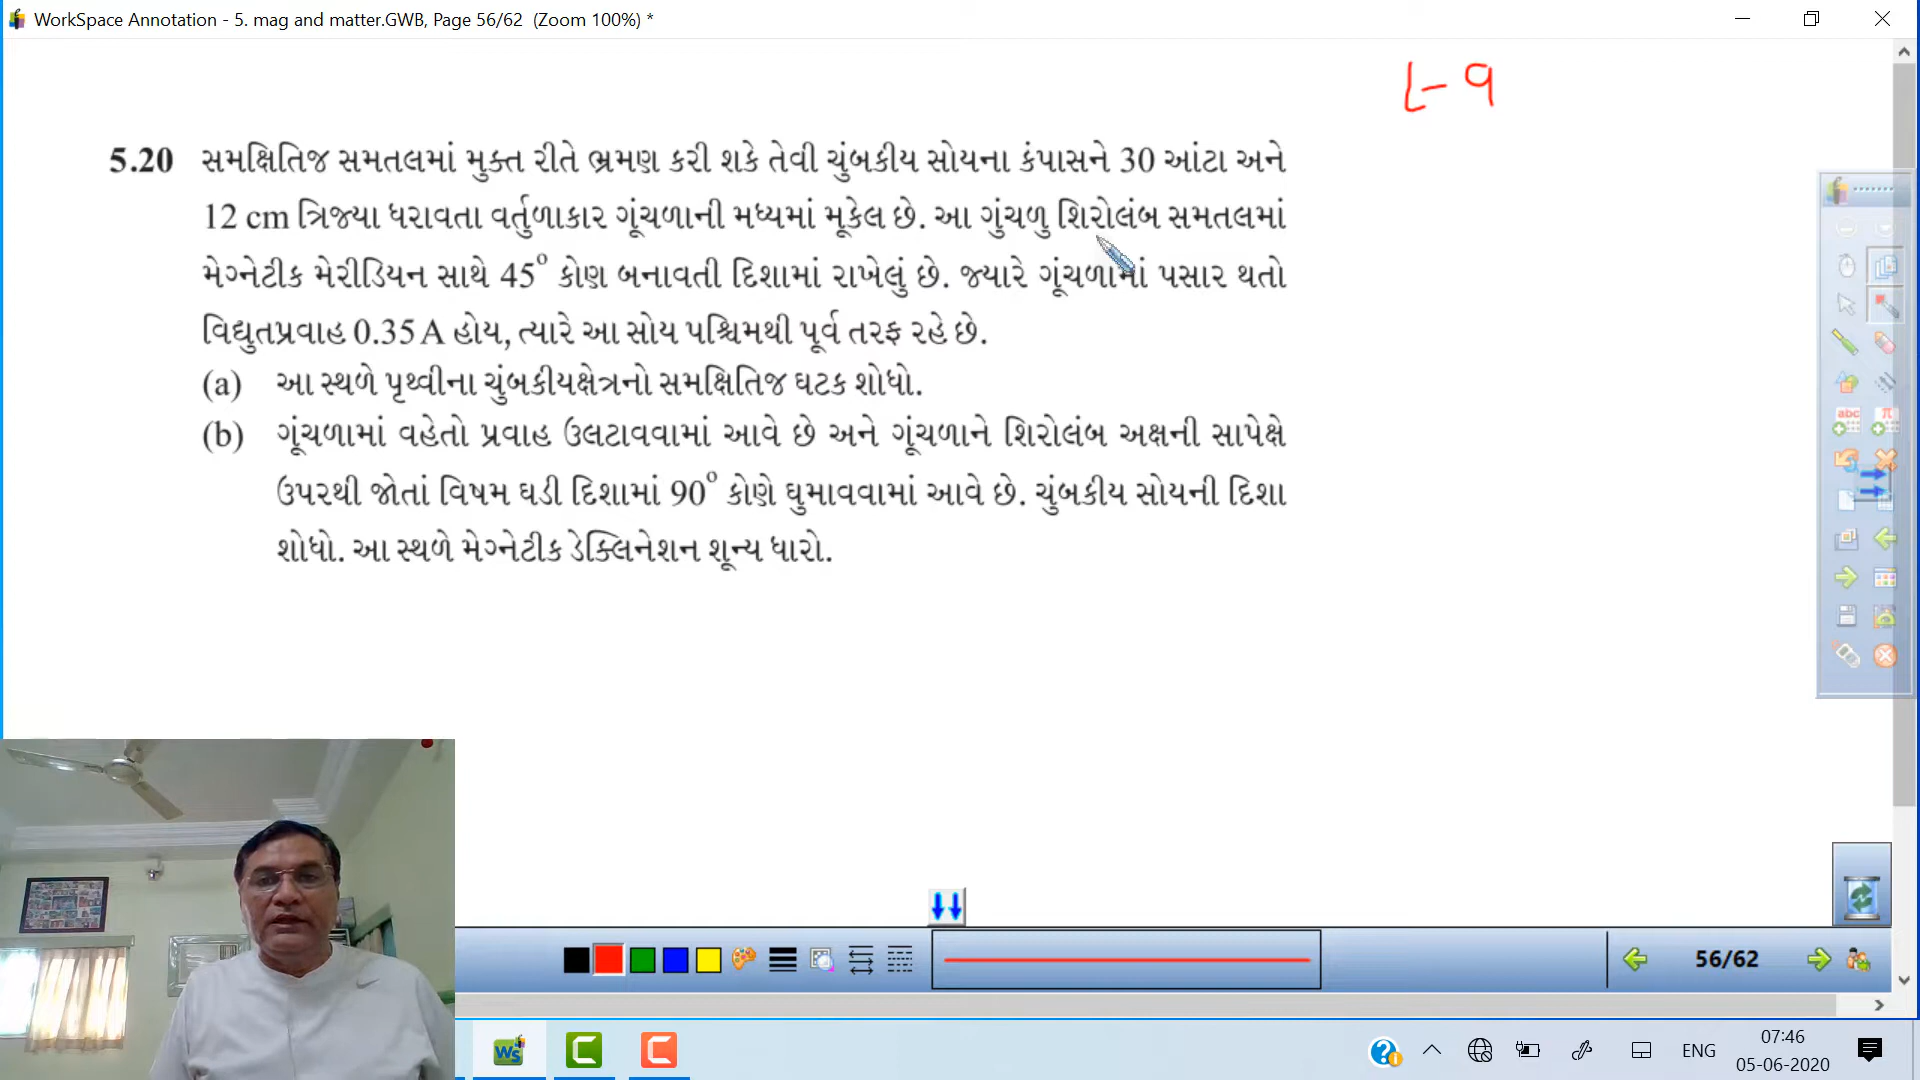 WorkSpace Annotation - 5. mag and matter.GWB, Page 56/62 (Zoom 100%) *
L-9
5.20 સમક્ષિતિજ સમતલમાં મુક્ત રીતે ભ્રમણ કરી શકે તેવી ચુંબકીય સોયના કંપાસને 30 આંટા અને
12 cm ત્રિજ્યા ધરાવતા વર્તુળાકાર ગૂંચળાની મધ્યમાં મૂકેલ છે. આ ગુંચળુ શિરોલંબ સમતલમાં
મેગ્નેટીક મેરીડિયન સાથે 45° કોણ બનાવતી દિશામાં રાખેલું છે. જ્યારે ગૂંચળામાં પસાર થતો
વિદ્યુતપ્રવાહ 0.35 A હોય, ત્યારે આ સોય પશ્ચિમથી પૂર્વ તરફ રહે છે.
(a) આ સ્થળે પૃથ્વીના ચુંબકીયક્ષેત્રનો સમક્ષિતિજ ઘટક શોધો.
(b) ગૂંચળામાં વહેતો પ્રવાહ ઉલટાવવામાં આવે છે અને ગૂંચળાને શિરોલંબ અક્ષની સાપેક્ષે
ઉપરથી જોતાં વિષમ ઘડી દિશામાં 90° કોણે ઘુમાવવામાં આવે છે. ચુંબકીય સોયની દિશા
શોધો. આ સ્થળે મેગ્નેટીક ડેક્લિનેશન શૂન્ય ધારો.
abc
π
56/62
WS
ENG
07:46
05-06-2020